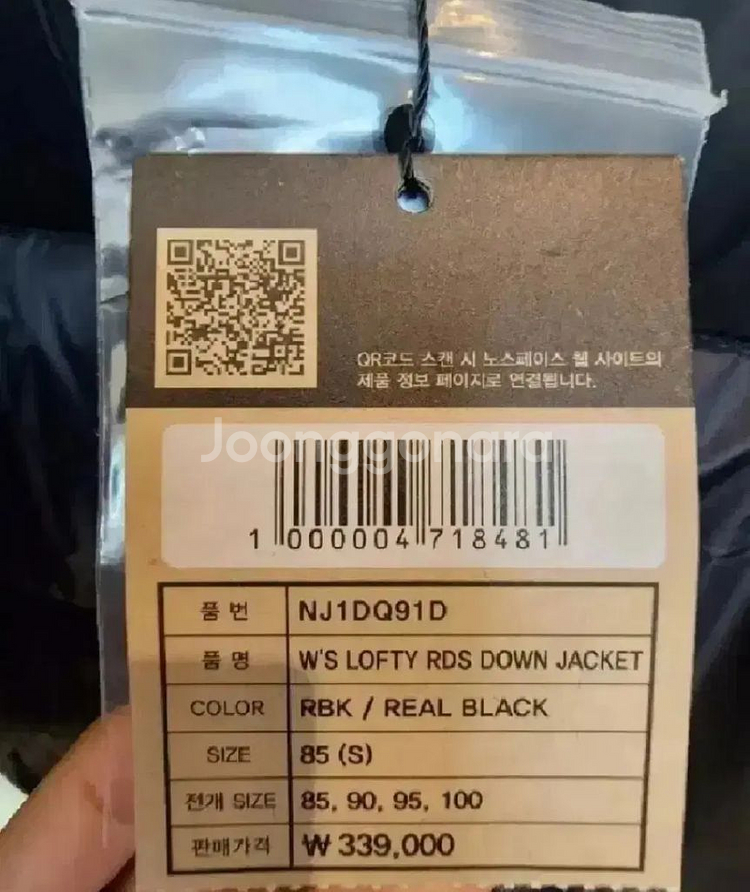 QR코드 스캔 시 노스페이스 웹 사이트의
제품 정보 페이지로 연결됩니다.
Joonggonara
1 000004 718481
품 번 NJ1DQ91D
품 명 W'S LOFTY RDS DOWN JACKET
COLOR RBK / REAL BLACK
SIZE 85 (S)
전개 SIZE 85, 90, 95, 100
판매가격 ₩ 339,000